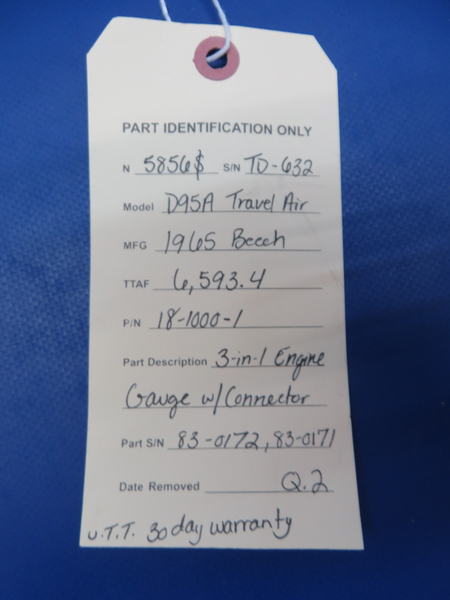 PART IDENTIFICATION ONLY
N 5856$ S/N TD-632
Model D95A Travel Air
MFG 1965 Beech
TTAF 6,593.4
P/N 18-1000-1
Part Description 3-in-1 Engine
Gauge w/Connector
Part S/N 83-0172, 83-0171
Date Removed Q.2
U.T.T. 30 day warranty